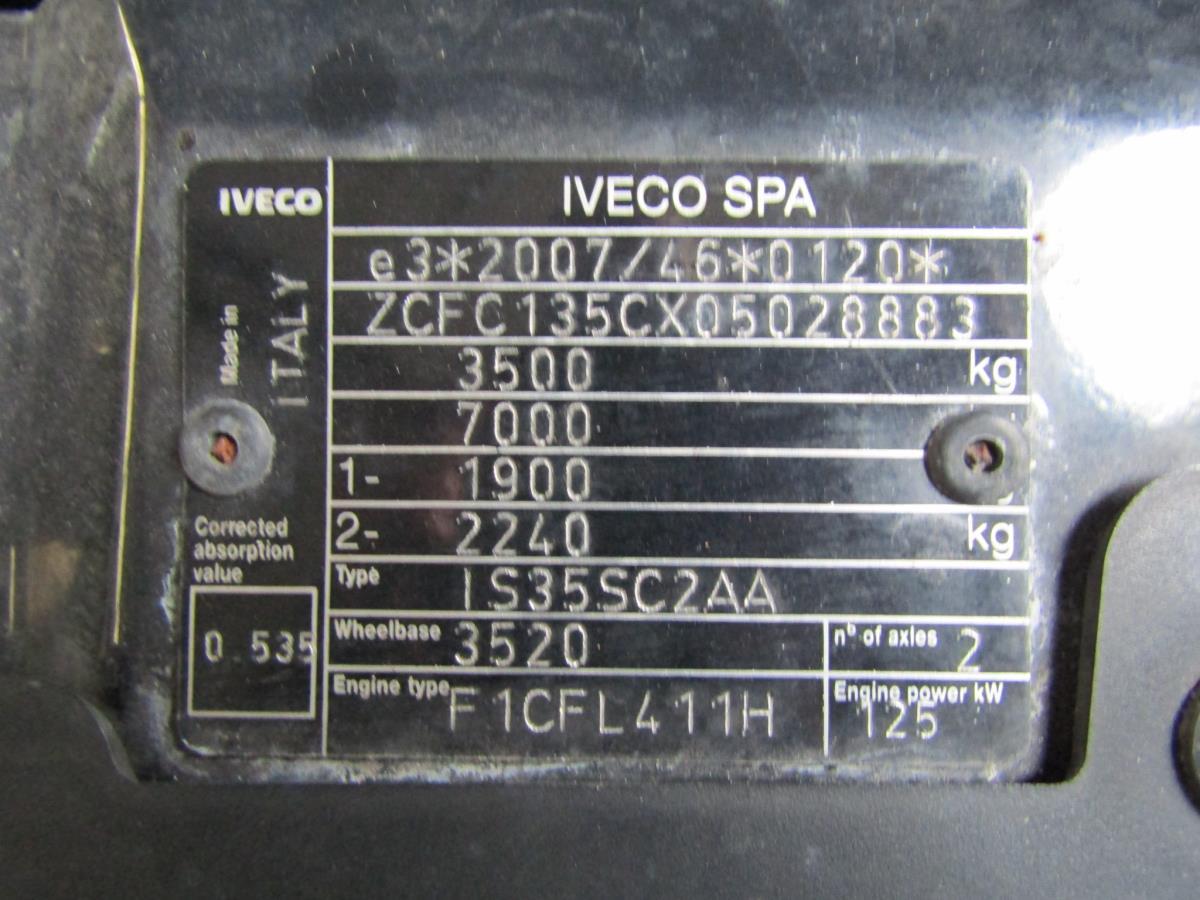 IVECO
IVECO SPA
e3*2007/46*0120*
ZCFC135CX05028883
Made in ITALY
3500 kg
7000
1- 1900
2- 2240 kg
Corrected
absorption
value
0.535
Type IS35SC2AA
Wheelbase 3520
nº of axles 2
Engine type F1CFL411H
Engine power kW 125